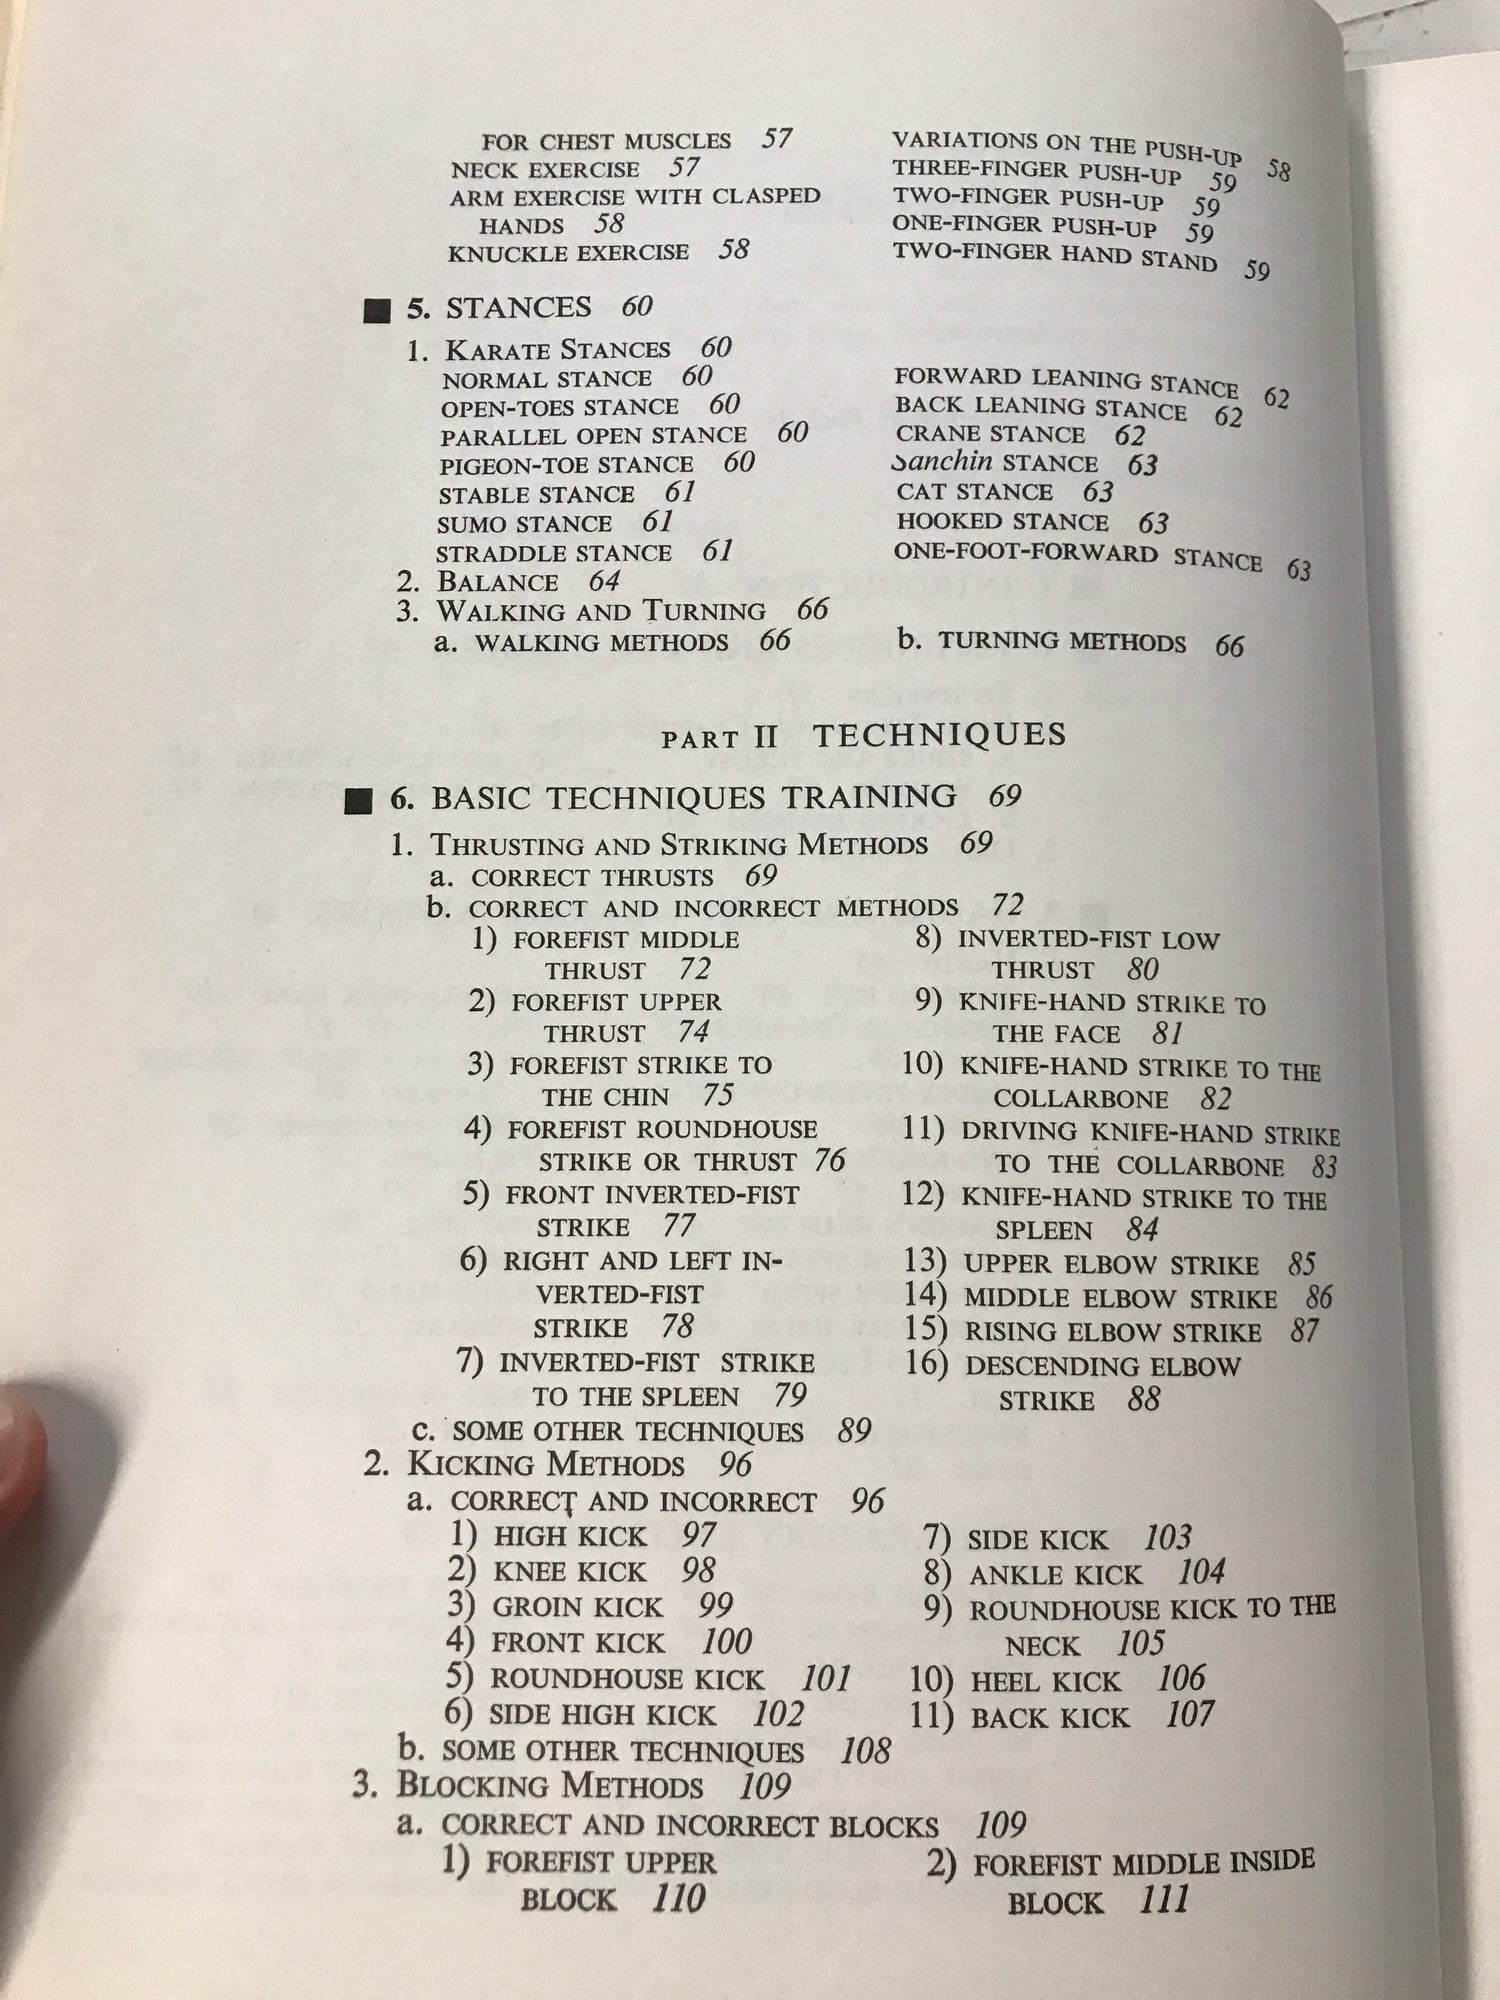 FOR CHEST MUSCLES 57
NECK EXERCISE 57
ARM EXERCISE WITH CLASPED
HANDS 58
KNUCKLE EXERCISE 58
VARIATIONS ON THE PUSH-UP 58
THREE-FINGER PUSH-UP 59
TWO-FINGER PUSH-UP 59
ONE-FINGER PUSH-UP 59
TWO-FINGER HAND STAND 59
■ 5. STANCES 60
1. KARATE STANCES 60
NORMAL STANCE 60
OPEN-TOES STANCE 60
PARALLEL OPEN STANCE 60
PIGEON-TOE STANCE 60
STABLE STANCE 61
SUMO STANCE 61
STRADDLE STANCE 61
FORWARD LEANING STANCE 62
BACK LEANING STANCE 62
CRANE STANCE 62
Sanchin STANCE 63
CAT STANCE 63
HOOKED STANCE 63
ONE-FOOT-FORWARD STANCE 63
2. BALANCE 64
3. WALKING AND TURNING 66
a. WALKING METHODS 66
b. TURNING METHODS 66
PART II TECHNIQUES
■ 6. BASIC TECHNIQUES TRAINING 69
1. THRUSTING AND STRIKING METHODS 69
a. CORRECT THRUSTS 69
b. CORRECT AND INCORRECT METHODS 72
1) FOREFIST MIDDLE
THRUST 72
2) FOREFIST UPPER
THRUST 74
3) FOREFIST STRIKE TO
THE CHIN 75
4) FOREFIST ROUNDHOUSE
STRIKE OR THRUST 76
5) FRONT INVERTED-FIST
STRIKE 77
6) RIGHT AND LEFT IN-
VERTED-FIST
STRIKE 78
7) INVERTED-FIST STRIKE
TO THE SPLEEN 79
8) INVERTED-FIST LOW
THRUST 80
9) KNIFE-HAND STRIKE TO
THE FACE 81
10) KNIFE-HAND STRIKE TO THE
COLLARBONE 82
11) DRIVING KNIFE-HAND STRIKE
TO THE COLLARBONE 83
12) KNIFE-HAND STRIKE TO THE
SPLEEN 84
13) UPPER ELBOW STRIKE 85
14) MIDDLE ELBOW STRIKE 86
15) RISING ELBOW STRIKE 87
16) DESCENDING ELBOW
STRIKE 88
c. SOME OTHER TECHNIQUES 89
2. KICKING METHODS 96
a. CORRECT AND INCORRECT 96
1) HIGH KICK 97
2) KNEE KICK 98
3) GROIN KICK 99
4) FRONT KICK 100
5) ROUNDHOUSE KICK 101
6) SIDE HIGH KICK 102
7) SIDE KICK 103
8) ANKLE KICK 104
9) ROUNDHOUSE KICK TO THE
NECK 105
10) HEEL KICK 106
11) BACK KICK 107
b. SOME OTHER TECHNIQUES 108
3. BLOCKING METHODS 109
a. CORRECT AND INCORRECT BLOCKS 109
1) FOREFIST UPPER
BLOCK 110
2) FOREFIST MIDDLE INSIDE
BLOCK 111